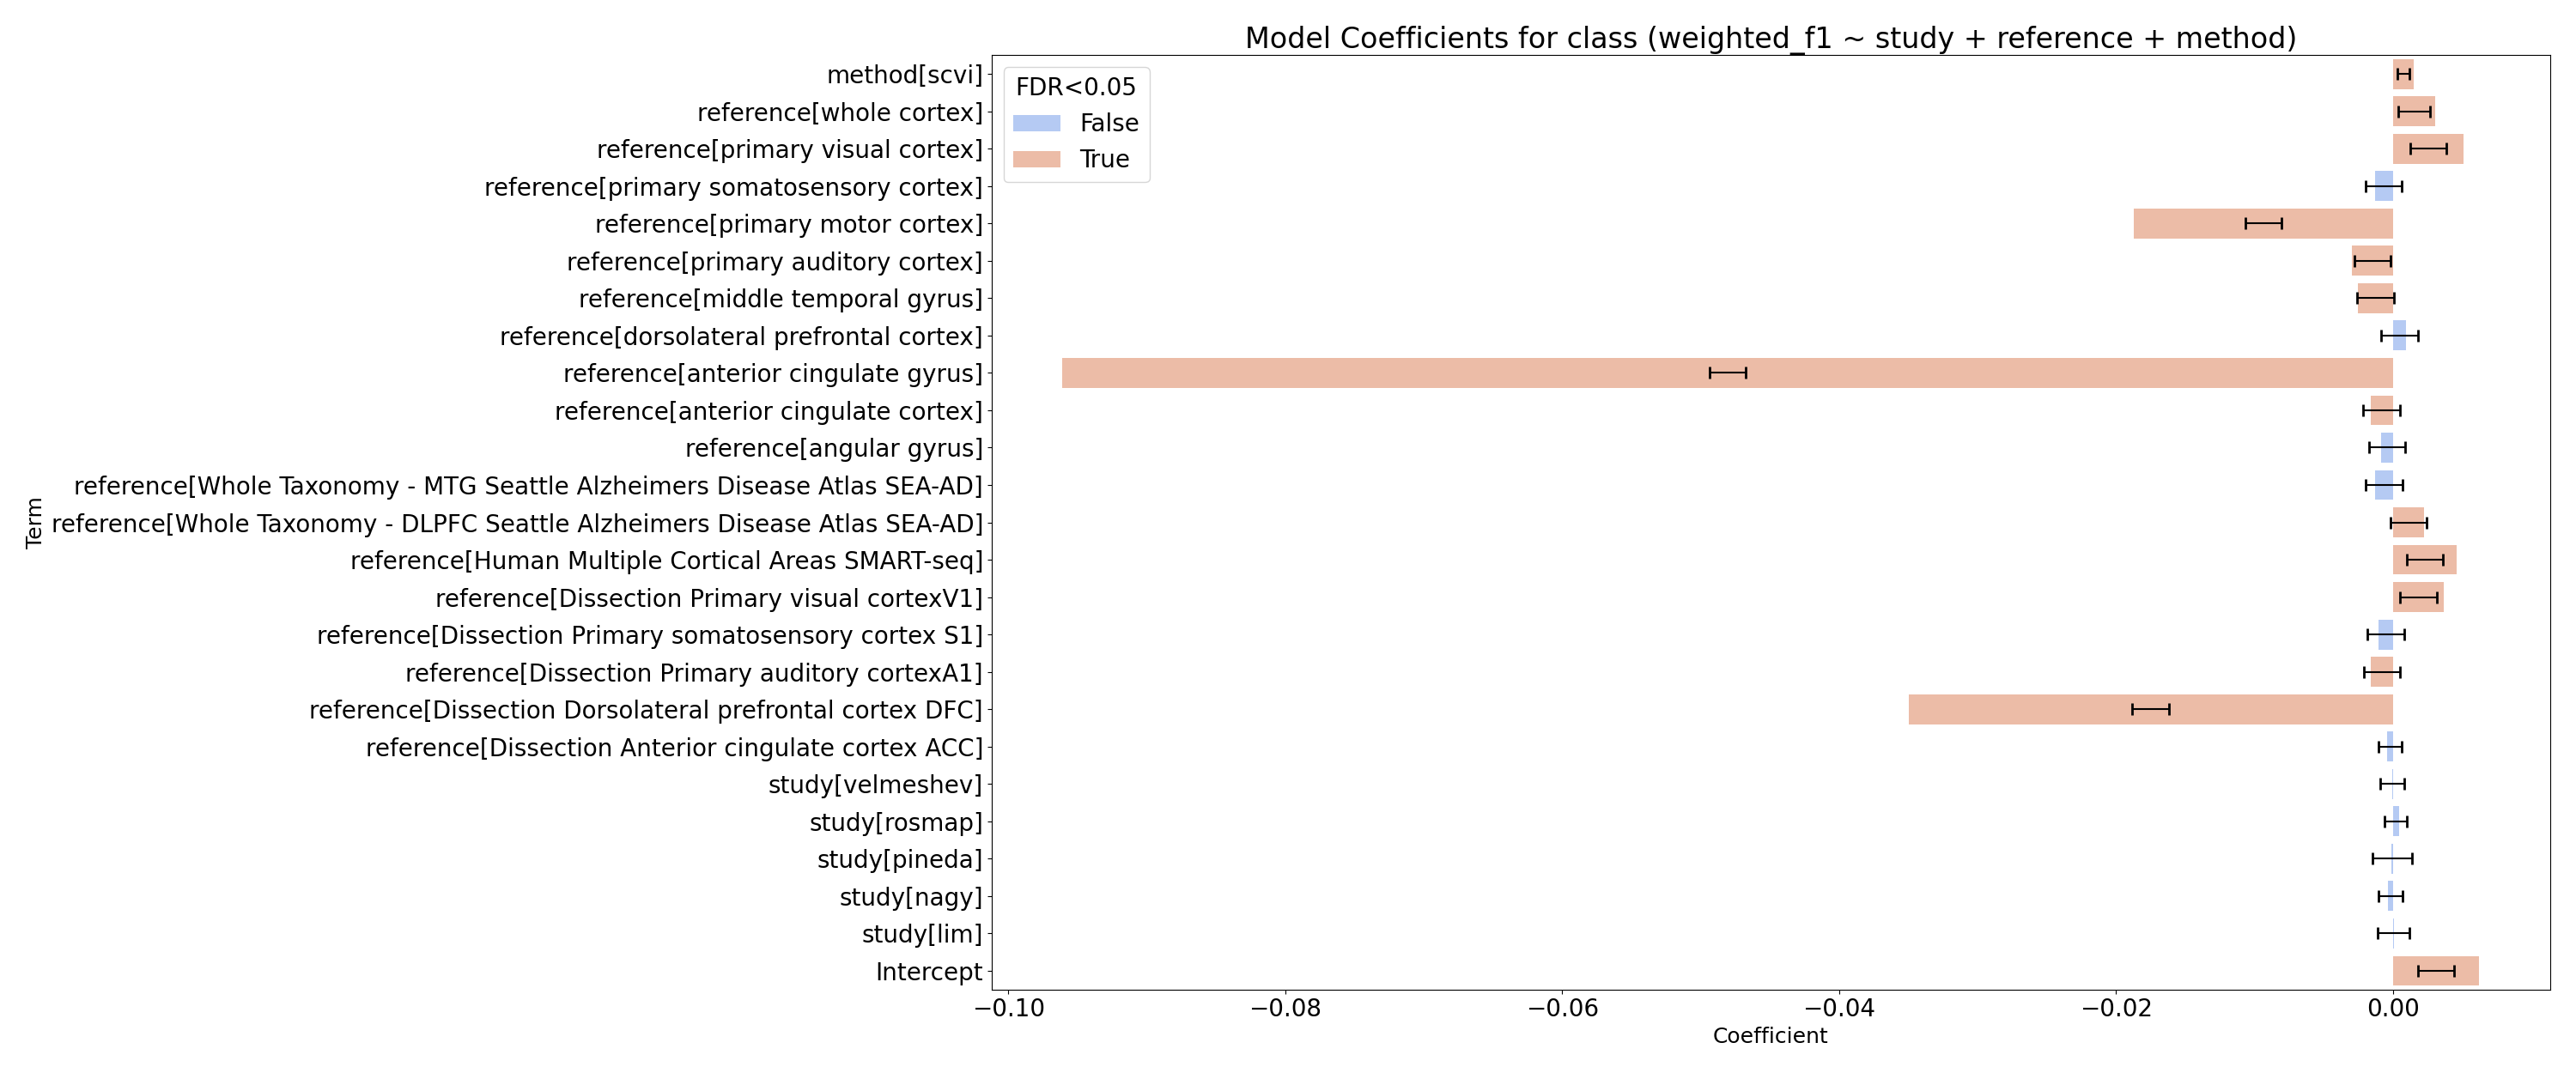 Model Coefficients for class (weighted_f1 ~ study + reference + method)
FDR<0.05
False
True
method[scvi]
reference[whole cortex]
reference[primary visual cortex]
reference[primary somatosensory cortex]
reference[primary motor cortex]
reference[primary auditory cortex]
reference[middle temporal gyrus]
reference[dorsolateral prefrontal cortex]
reference[anterior cingulate gyrus]
reference[anterior cingulate cortex]
reference[angular gyrus]
reference[Whole Taxonomy - MTG Seattle Alzheimers Disease Atlas SEA-AD]
reference[Whole Taxonomy - DLPFC Seattle Alzheimers Disease Atlas SEA-AD]
reference[Human Multiple Cortical Areas SMART-seq]
reference[Dissection Primary visual cortexV1]
reference[Dissection Primary somatosensory cortex S1]
reference[Dissection Primary auditory cortexA1]
reference[Dissection Dorsolateral prefrontal cortex DFC]
reference[Dissection Anterior cingulate cortex ACC]
study[velmeshev]
study[rosmap]
study[pineda]
study[nagy]
study[lim]
Intercept
Term
−0.10 −0.08 −0.06 −0.04 −0.02 0.00
Coefficient